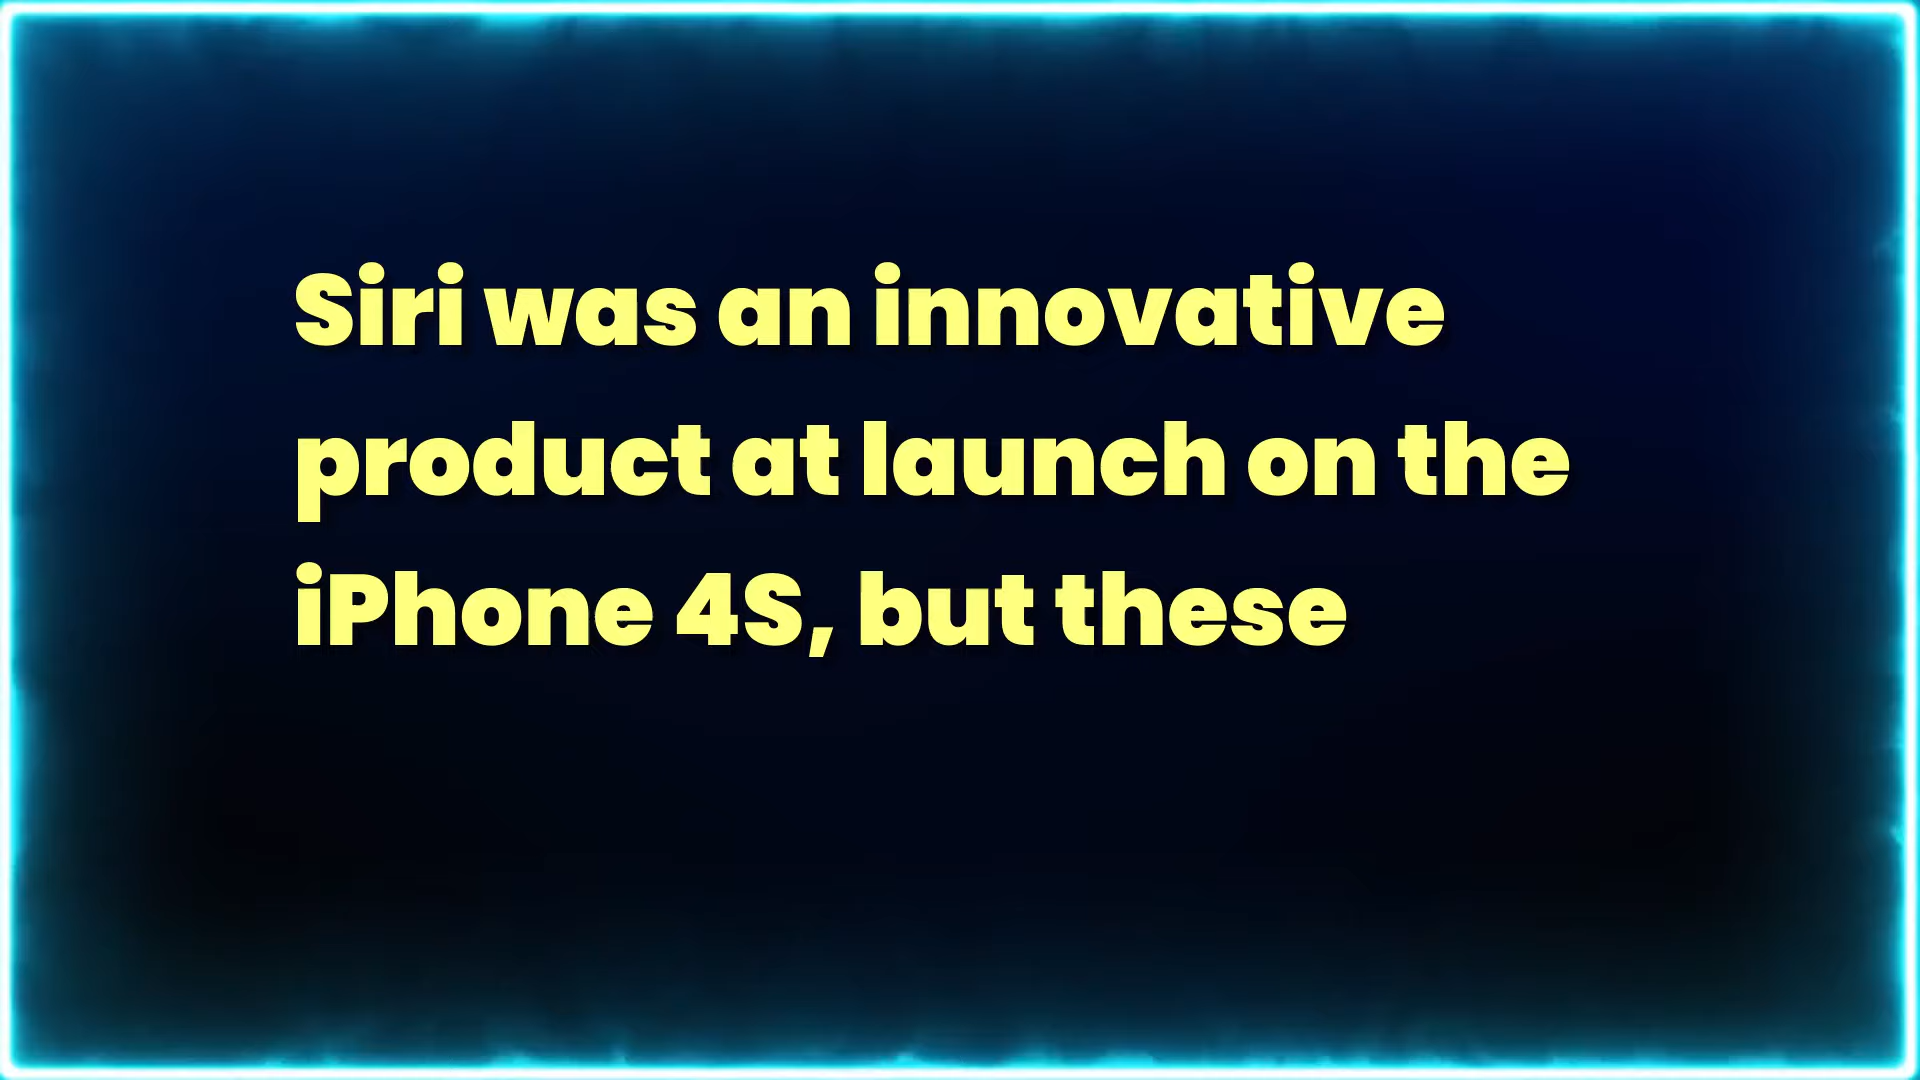 Siri was an innovative
product at launch on the
iPhone 4S, but these